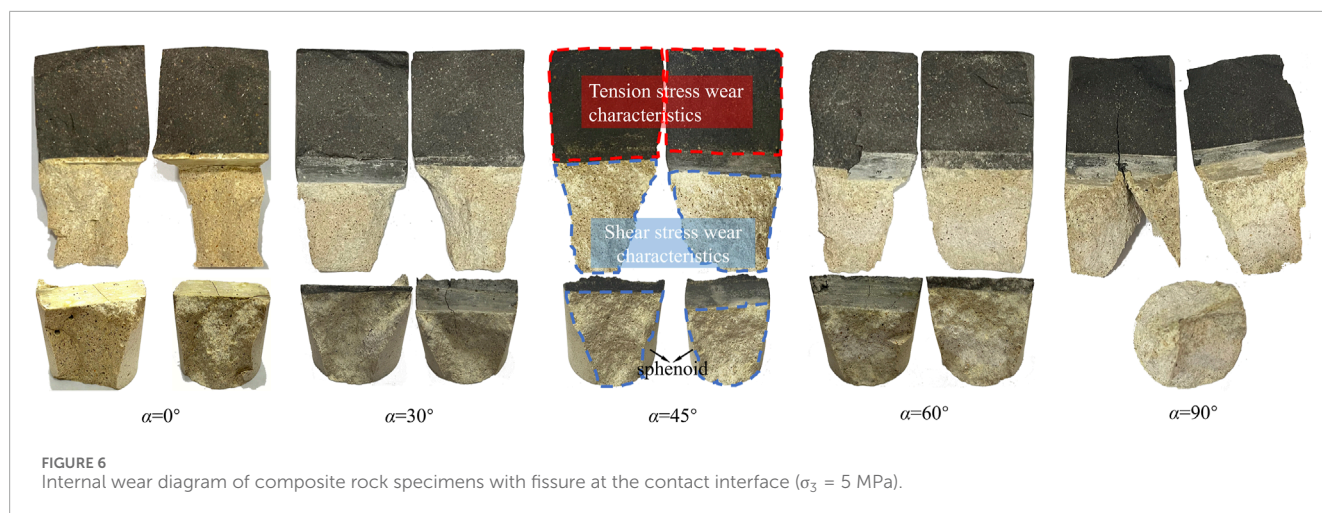 Tension stress wear
characteristics
Shear stress wear
characteristics
sphenoid
α=0°
α=30°
α=45°
α=60°
α=90°
FIGURE 6
Internal wear diagram of composite rock specimens with fissure at the contact interface (σ₃ = 5 MPa).